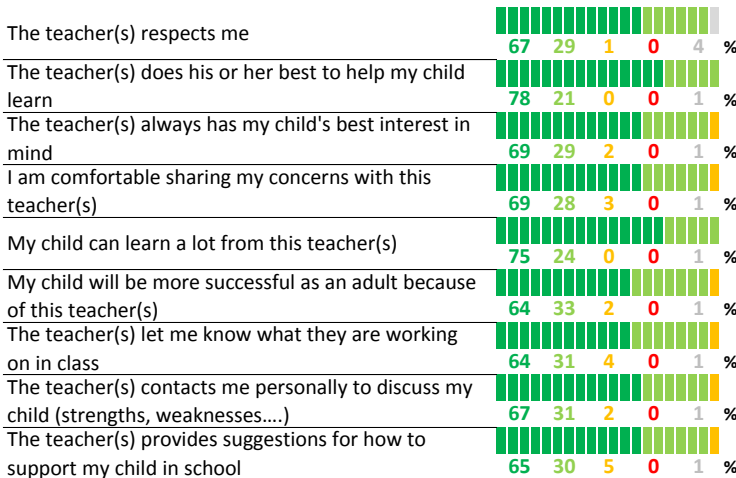 The teacher(s) respects me
67 29 1 0 4 %
The teacher(s) does his or her best to help my child
learn
78 21 0 0 1 %
The teacher(s) always has my child's best interest in
mind
69 29 2 0 1 %
I am comfortable sharing my concerns with this
teacher(s)
69 28 3 0 1 %
My child can learn a lot from this teacher(s)
75 24 0 0 1 %
My child will be more successful as an adult because
of this teacher(s)
64 33 2 0 1 %
The teacher(s) let me know what they are working
on in class
64 31 4 0 1 %
The teacher(s) contacts me personally to discuss my
child (strengths, weaknesses....)
67 31 2 0 1 %
The teacher(s) provides suggestions for how to
support my child in school
65 30 5 0 1 %